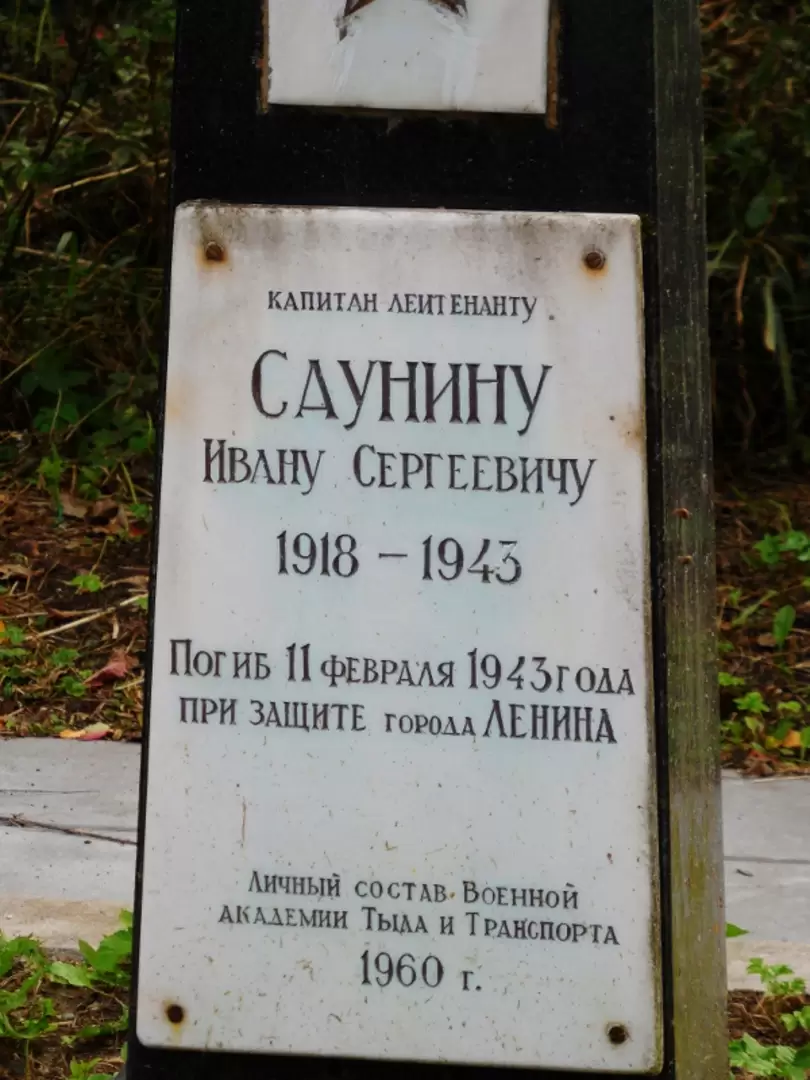 КАПИТАН ЛЕИТЕНАНТУ
САУНИНУ
ИВАНУ СЕРГЕЕВИЧУ
1918 – 1943
ПОГИБ 11 ФЕВРАЛЯ 1943 ГОДА
ПРИ ЗАЩИТЕ ГОРОДА ЛЕНИНА
ЛИЧНЫЙ СОСТАВ ВОЕННОЙ
АКАДЕМИИ ТЫЛА И ТРАНСПОРТА
1960 г.